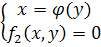 x = φ(y)
f₂(x, y) = 0